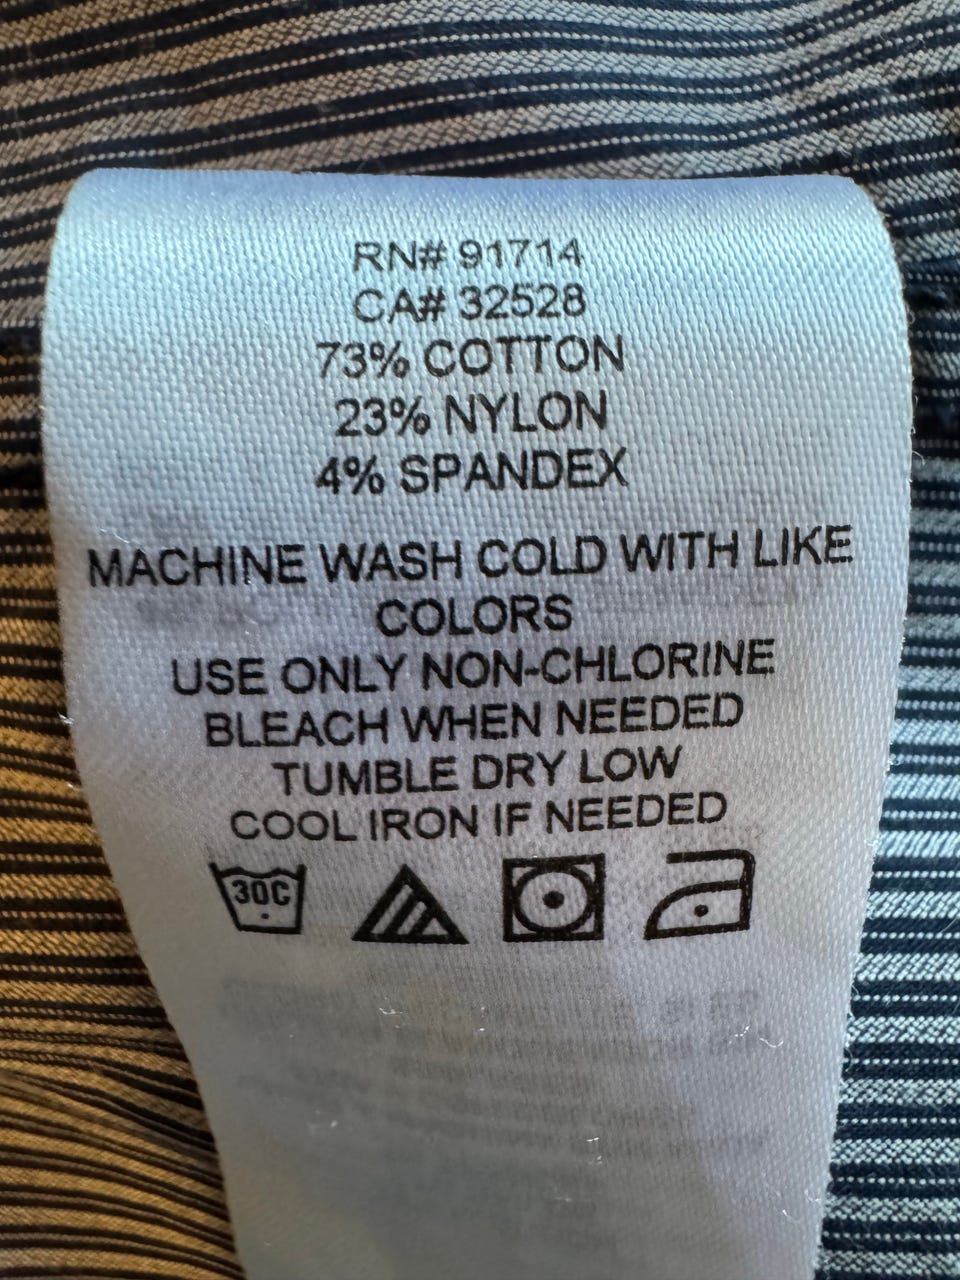 RN# 91714
CA# 32528
73% COTTON
23% NYLON
4% SPANDEX
MACHINE WASH COLD WITH LIKE
COLORS
USE ONLY NON-CHLORINE
BLEACH WHEN NEEDED
TUMBLE DRY LOW
COOL IRON IF NEEDED
30C